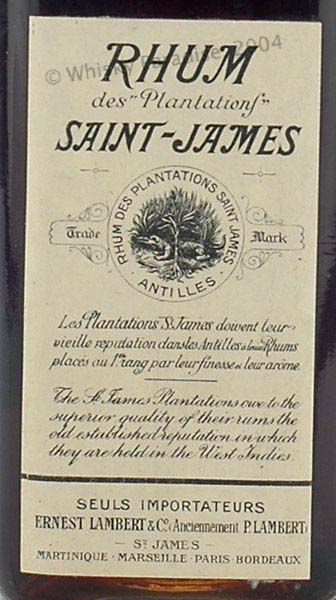 © Whisky 2004
RHUM
des "Plantations"
SAINT-JAMES
RHUM DES PLANTATIONS SAINT JAMES
Trade Mark
ANTILLES
Les Plantations St James doivent leur
vieille reputation dans les Antilles a leurs Rhums
placés au 1er rang par leur finesse & leur arôme.
The St James Plantations owe to the
superior quality of their rums the
old established reputation in which
they are held in the West Indies.
SEULS IMPORTATEURS
ERNEST LAMBERT & Co. (Anciennement P. LAMBERT)
— ST JAMES —
MARTINIQUE - MARSEILLE - PARIS - BORDEAUX